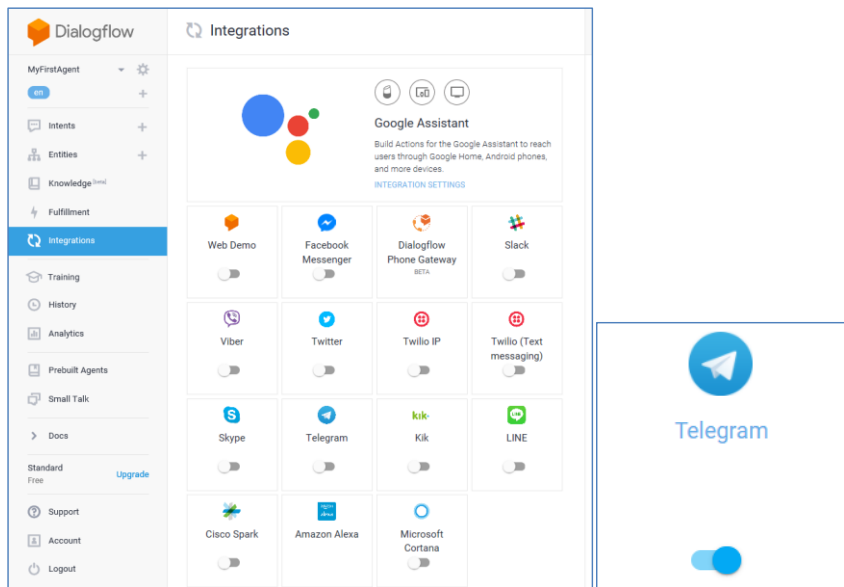 Dialogflow
MyFirstAgent
en
Intents
Entities
Knowledge [beta]
Fulfillment
Integrations
Training
History
Analytics
Prebuilt Agents
Small Talk
Docs
Standard
Free
Upgrade
Support
Account
Logout
Integrations
Google Assistant
Build Actions for the Google Assistant to reach
users through Google Home, Android phones,
and more devices.
INTEGRATION SETTINGS
Web Demo
Facebook
Messenger
Dialogflow
Phone Gateway
BETA
Slack
Viber
Twitter
Twilio IP
Twilio (Text
messaging)
Skype
Telegram
kik·
Kik
LINE
LINE
Cisco Spark
Amazon Alexa
Microsoft
Cortana
Telegram